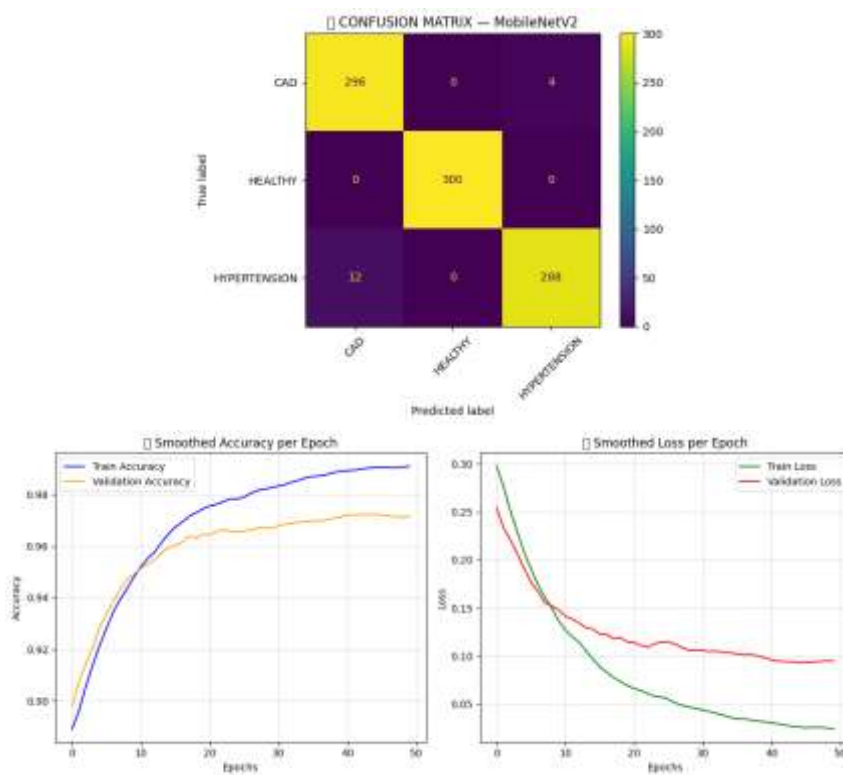 ▯ CONFUSION MATRIX — MobileNetV2
CAD
HEALTHY
HYPERTENSION
True label
296 0 4
0 300 0
12 0 288
CAD
HEALTHY
HYPERTENSION
Predicted label
300
250
200
150
100
50
0
▯ Smoothed Accuracy per Epoch
Train Accuracy
Validation Accuracy
Accuracy
0.98
0.96
0.94
0.92
0.90
0 10 20 30 40 50
Epochs
▯ Smoothed Loss per Epoch
Train Loss
Validation Loss
Loss
0.30
0.25
0.20
0.15
0.10
0.05
0 10 20 30 40 50
Epochs